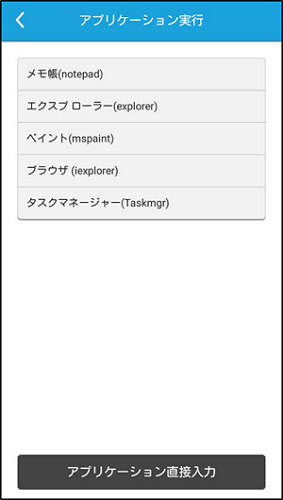 アプリケーション実行
メモ帳(notepad)
エクスプ ローラー(explorer)
ペイント(mspaint)
ブラウザ (iexplorer)
タスクマネージャー(Taskmgr)
アプリケーション直接入力